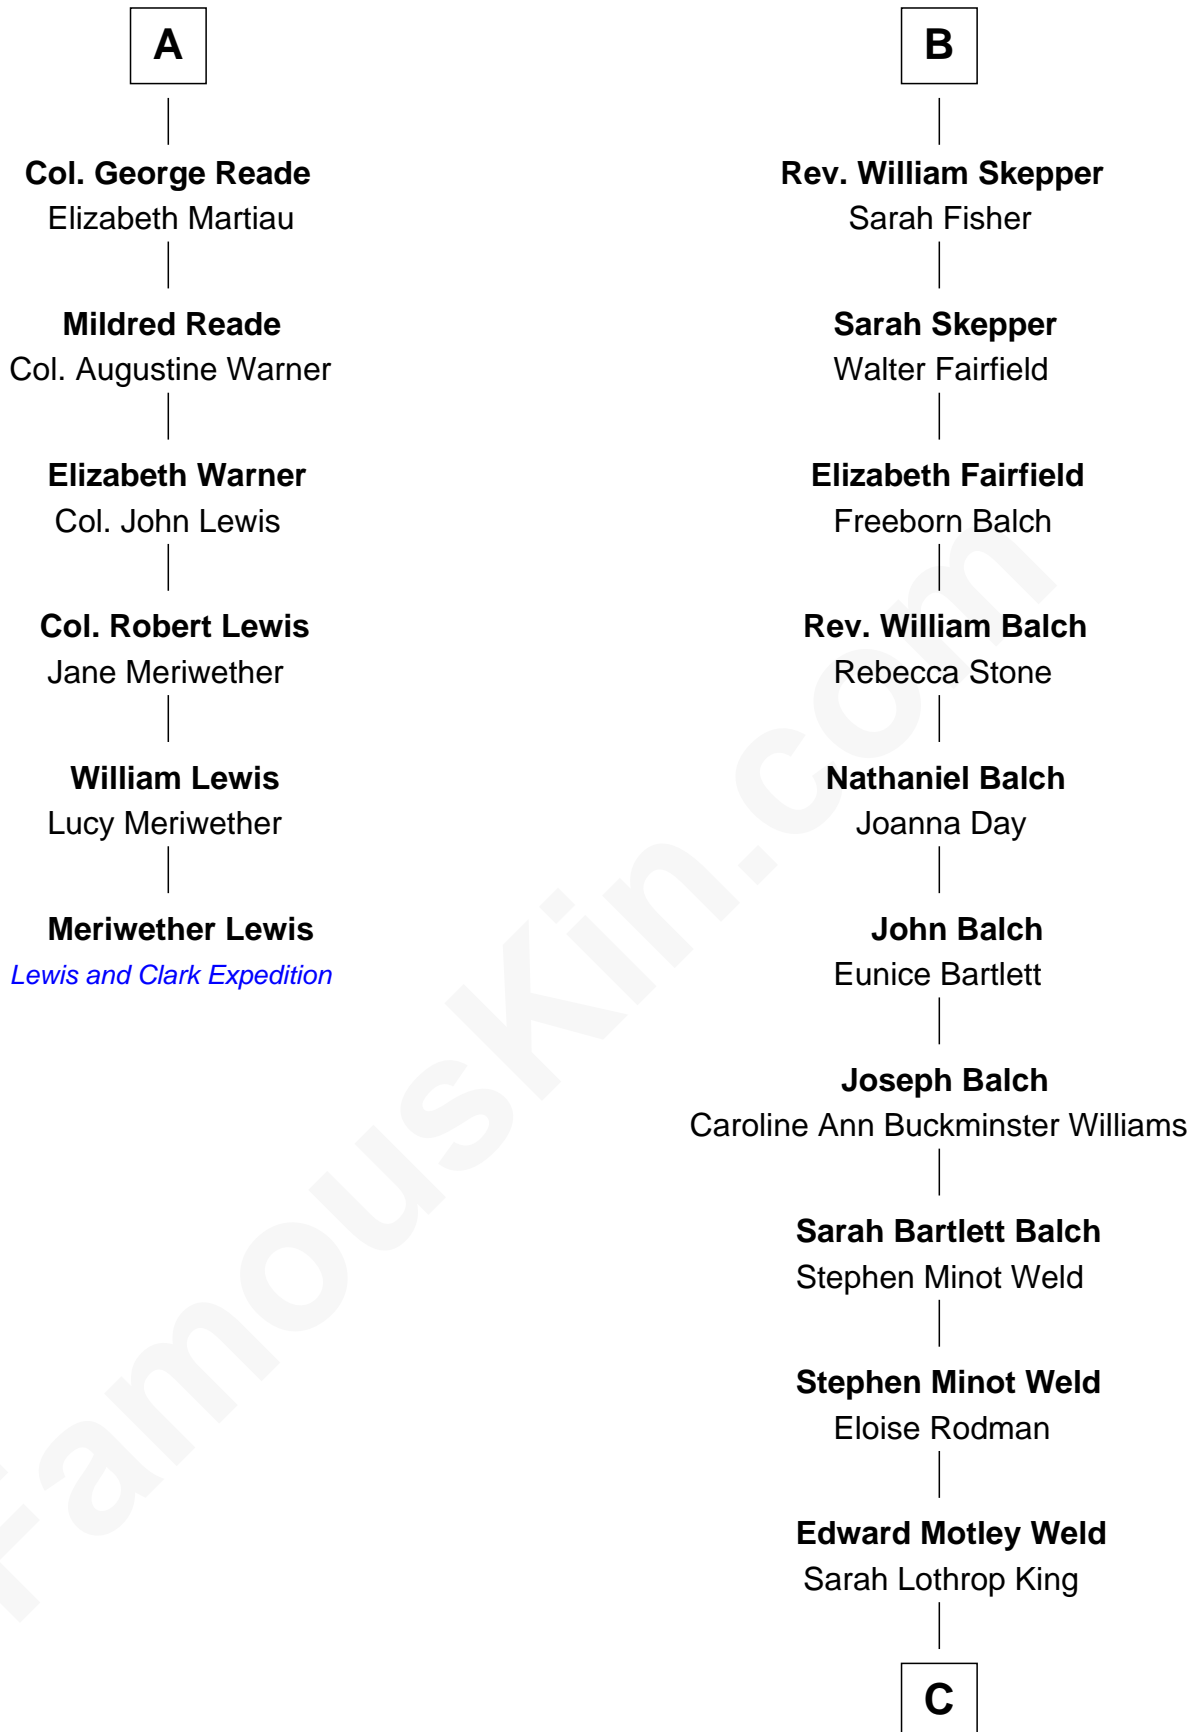 A
Col. George Reade
Elizabeth Martiau
Mildred Reade
Col. Augustine Warner
Elizabeth Warner
Col. John Lewis
Col. Robert Lewis
Jane Meriwether
William Lewis
Lucy Meriwether
Meriwether Lewis
Lewis and Clark Expedition
B
Rev. William Skepper
Sarah Fisher
Sarah Skepper
Walter Fairfield
Elizabeth Fairfield
Freeborn Balch
Rev. William Balch
Rebecca Stone
Nathaniel Balch
Joanna Day
John Balch
Eunice Bartlett
Joseph Balch
Caroline Ann Buckminster Williams
Sarah Bartlett Balch
Stephen Minot Weld
Stephen Minot Weld
Eloise Rodman
Edward Motley Weld
Sarah Lothrop King
C
FamousKin.com